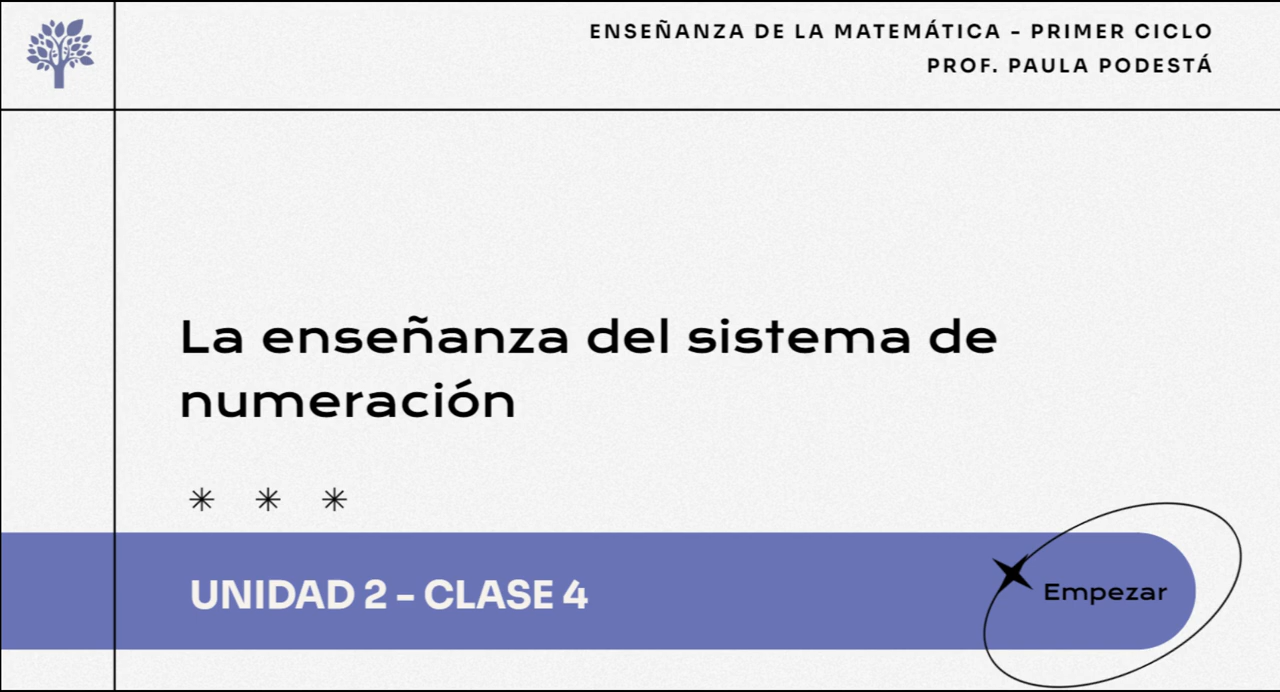 ENSEÑANZA DE LA MATEMÁTICA - PRIMER CICLO
PROF. PAULA PODESTÁ
La enseñanza del sistema de
numeración
UNIDAD 2 - CLASE 4
Empezar